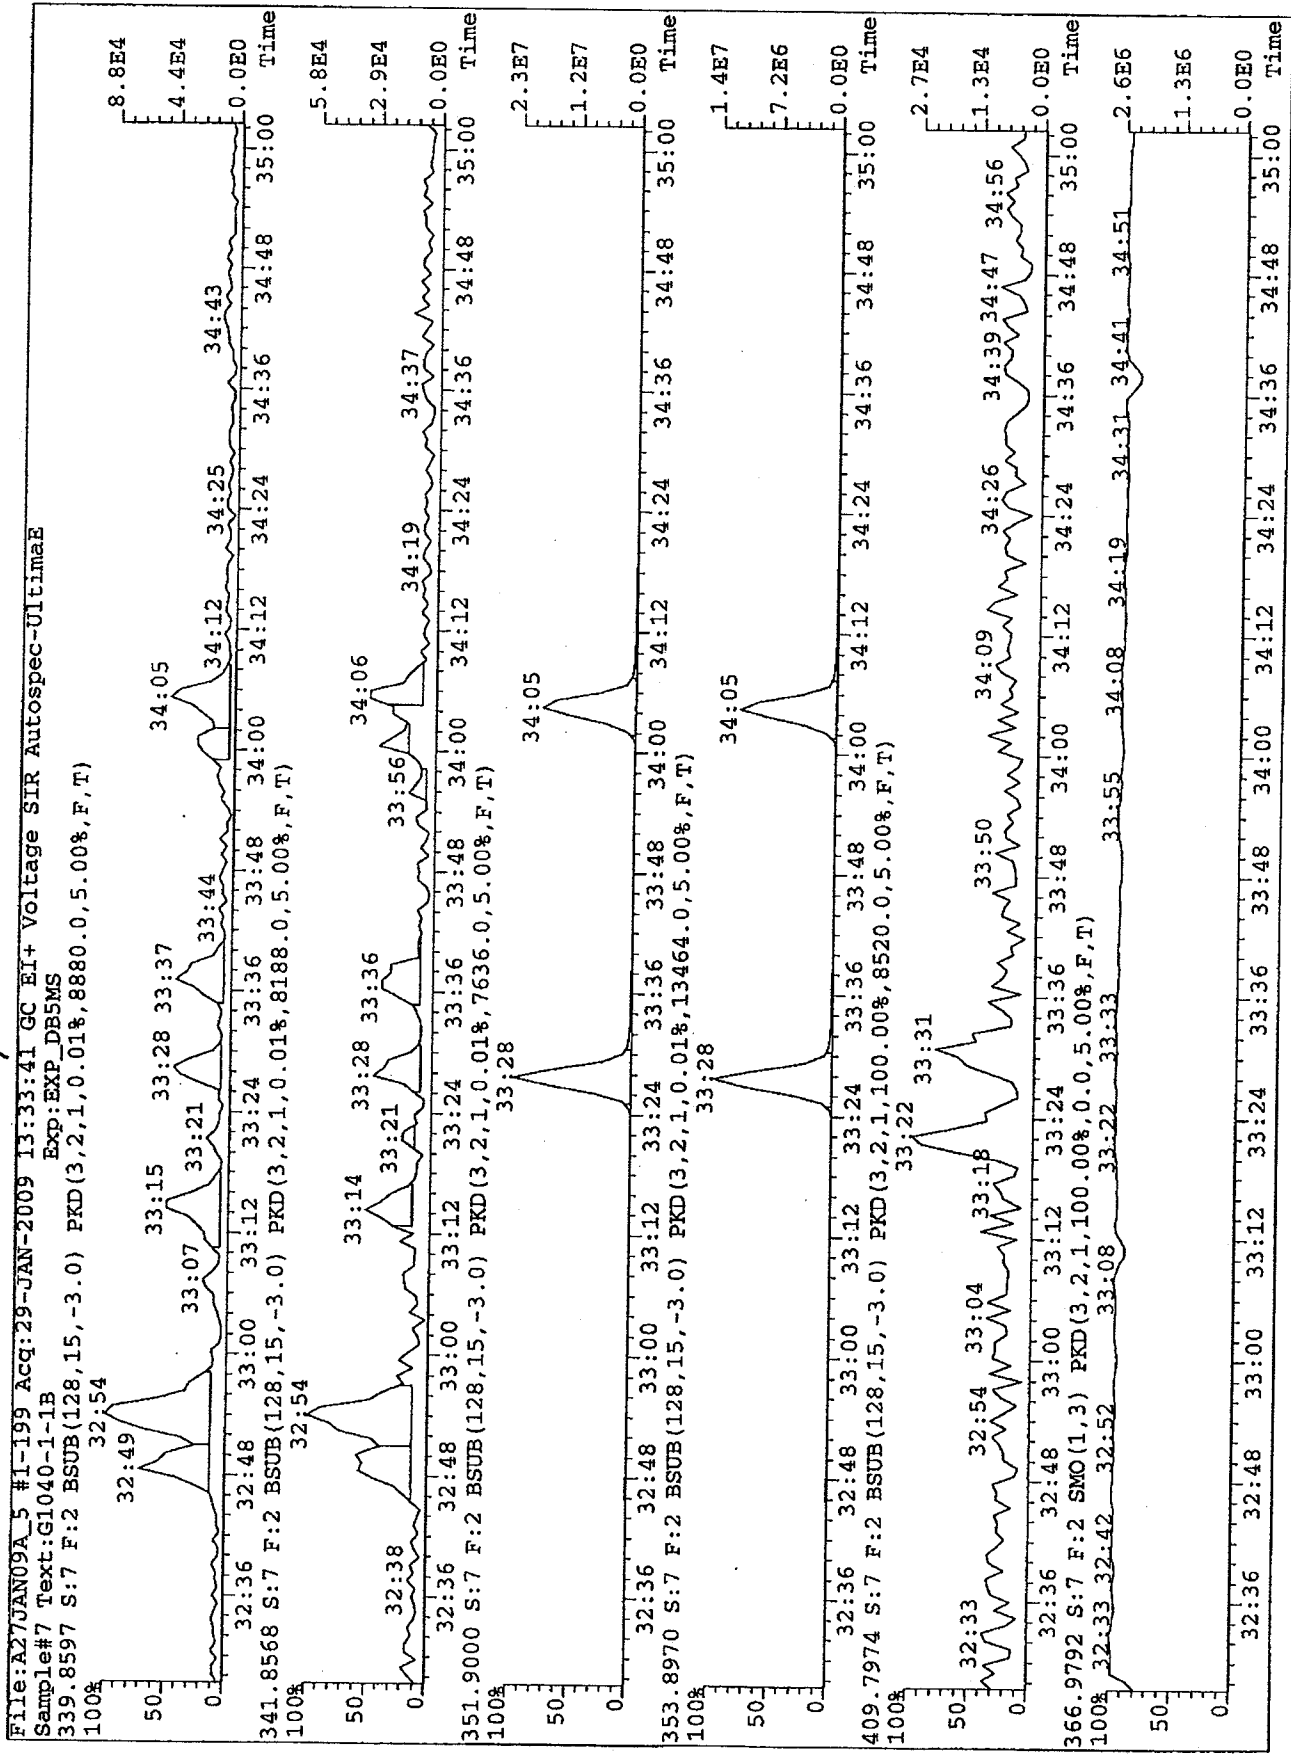 File:A27JAN09A_5 #1-199 Acq:29-JAN-2009 13:33:41 GC EI+ Voltage SIR Autospec-UltimaE
Sample#7 Text:G1040-1-1B Exp:EXP_DB5MS
339.8597 S:7 F:2 BSUB(128,15,-3.0) PKD(3,2,1,0.01%,8880.0,5.00%,F,T)
100% 32:54 8.8E4
32:49 33:15 33:28 33:37 34:05
50 4.4E4
33:07 33:21 33:44 34:12 34:25 34:43
0 0.0E0
32:36 32:48 33:00 33:12 33:24 33:36 33:48 34:00 34:12 34:24 34:36 34:48 35:00 Time
341.8568 S:7 F:2 BSUB(128,15,-3.0) PKD(3,2,1,0.01%,8188.0,5.00%,F,T)
100% 32:54 5.8E4
33:14 33:28 33:36 34:06
50 2.9E4
32:38 33:21 33:56 34:19 34:37
0 0.0E0
32:36 32:48 33:00 33:12 33:24 33:36 33:48 34:00 34:12 34:24 34:36 34:48 35:00 Time
351.9000 S:7 F:2 BSUB(128,15,-3.0) PKD(3,2,1,0.01%,7636.0,5.00%,F,T)
100% 33:28 2.3E7
34:05
50 1.2E7
0 0.0E0
32:36 32:48 33:00 33:12 33:24 33:36 33:48 34:00 34:12 34:24 34:36 34:48 35:00 Time
353.8970 S:7 F:2 BSUB(128,15,-3.0) PKD(3,2,1,0.01%,13464.0,5.00%,F,T)
100% 33:28 1.4E7
34:05
50 7.2E6
0 0.0E0
32:36 32:48 33:00 33:12 33:24 33:36 33:48 34:00 34:12 34:24 34:36 34:48 35:00 Time
409.7974 S:7 F:2 BSUB(128,15,-3.0) PKD(3,2,1,100.00%,8520.0,5.00%,F,T)
100% 33:22 2.7E4
33:31
50 1.3E4
32:33 32:54 33:04 33:18 33:50 34:09 34:26 34:39 34:47 34:56
0 0.0E0
32:36 32:48 33:00 33:12 33:24 33:36 33:48 34:00 34:12 34:24 34:36 34:48 35:00 Time
366.9792 S:7 F:2 SMO(1,3) PKD(3,2,1,100.00%,0.0,5.00%,F,T)
100% 32:33 32:42 32:52 33:08 33:22 33:33 33:55 34:08 34:19 34:31 34:41 34:51 2.6E6
50 1.3E6
0 0.0E0
32:36 32:48 33:00 33:12 33:24 33:36 33:48 34:00 34:12 34:24 34:36 34:48 35:00 Time